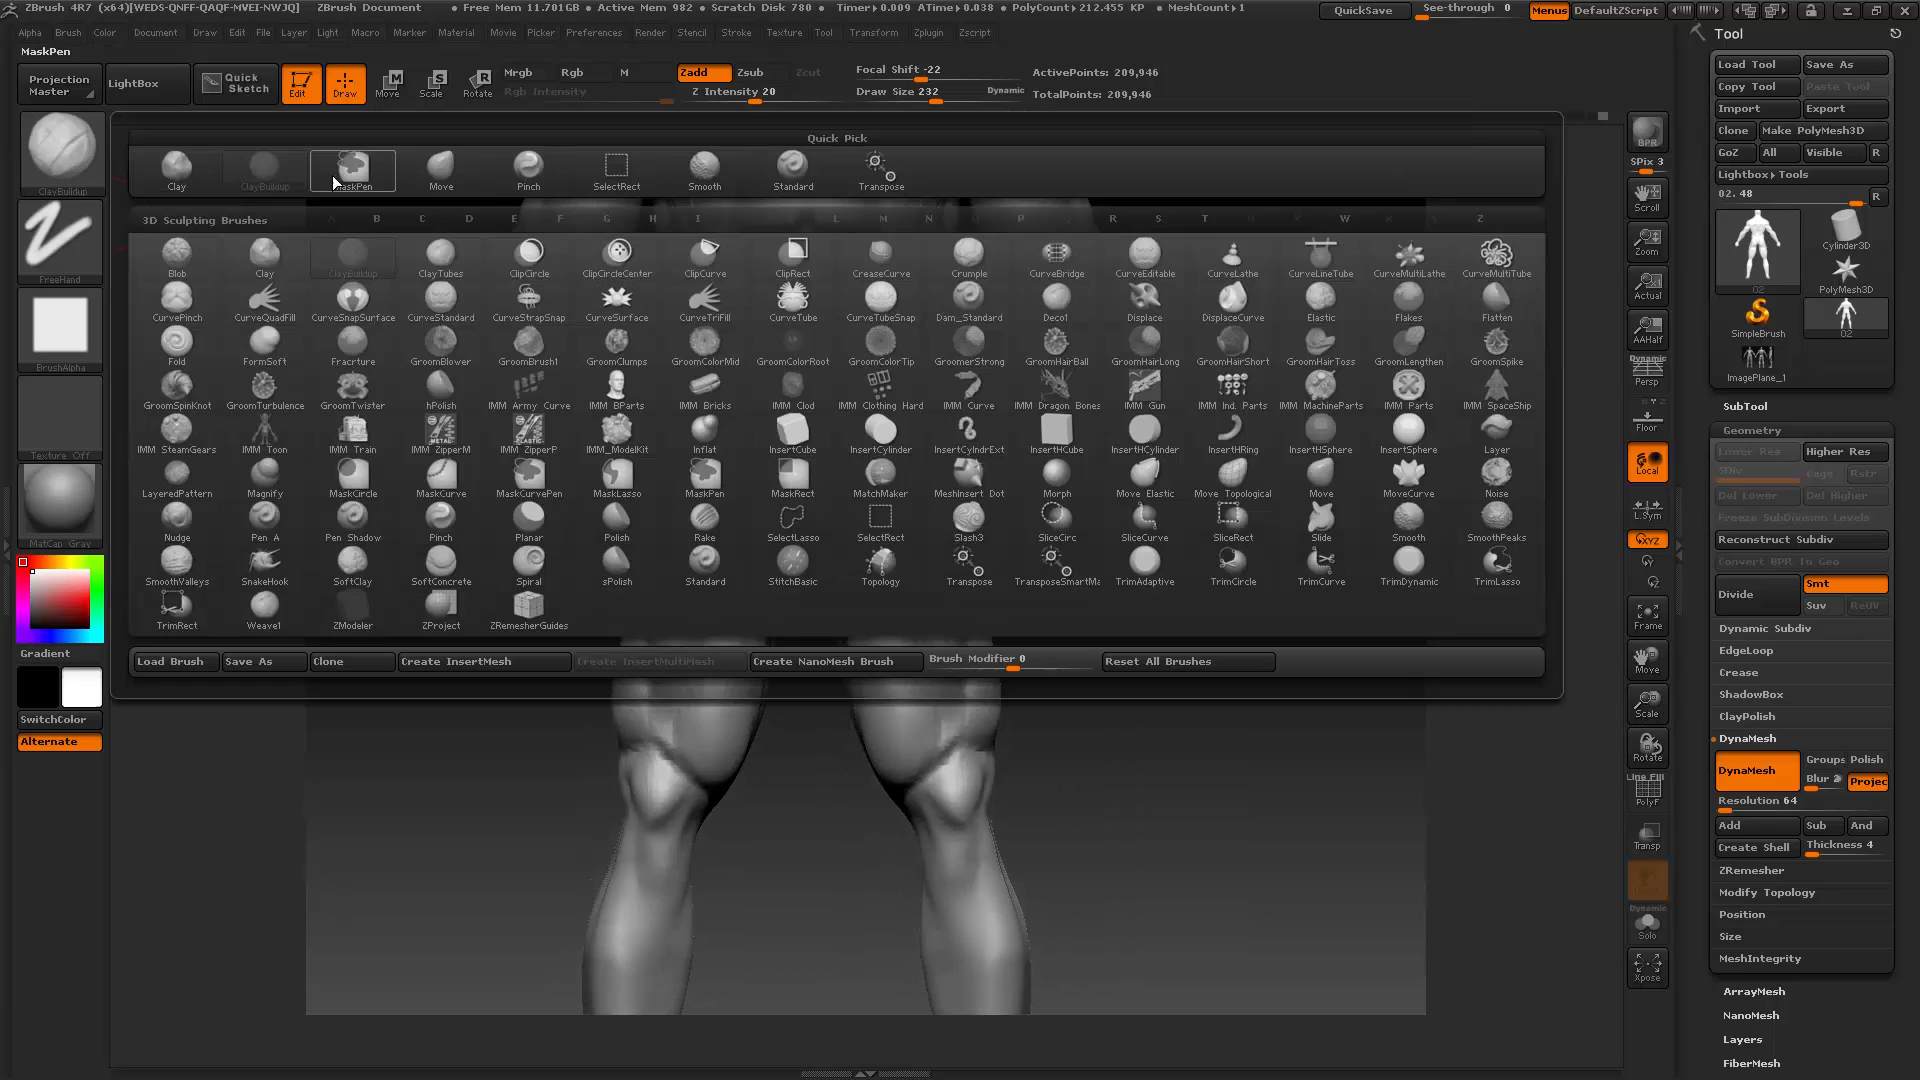 ZBrush 4R7 (x64)[WEDS-QNFF-QAQF-MVEI-NWJQ] ZBrush Document • Free Mem 11.701GB • Active Mem 982 • Scratch Disk 780 • Timer▸0.009 ATime▸0.038 • PolyCount▸212.455 KP • MeshCount▸1 QuickSave See-through 0 Menus DefaultZScript
Alpha Brush Color Document Draw Edit File Layer Light Macro Marker Material Movie Picker Preferences Render Stencil Stroke Texture Tool Transform Zplugin Zscript
MaskPen
Projection Master
LightBox
Quick Sketch
Edit Draw Move Scale Rotate
Mrgb Rgb M Zadd Zsub Zcut
Rgb Intensity Z Intensity 20
Focal Shift -22
Draw Size 232 Dynamic
ActivePoints: 209,946
TotalPoints: 209,946
ClayBuildup
FreeHand
BrushAlpha
Texture Off
MatCap Gray
Gradient
SwitchColor
Alternate
Quick Pick
Clay ClayBuildup MaskPen Move Pinch SelectRect Smooth Standard Transpose
3D Sculpting Brushes A B C D E F G H I L M N O P R S T W Z
Blob Clay ClayBuildup ClayTubes ClipCircle ClipCircleCenter ClipCurve ClipRect CreaseCurve Crumple CurveBridge CurveEditable CurveLathe CurveLineTube CurveMultiLathe CurveMultiTube
CurvePinch CurveQuadFill CurveSnapSurface CurveStandard CurveStrapSnap CurveSurface CurveTriFill CurveTube CurveTubeSnap Dam_Standard Deco1 Displace DisplaceCurve Elastic Flakes Flatten
Fold FormSoft Fracrture GroomBlower GroomBrush1 GroomClumps GroomColorMid GroomColorRoot GroomColorTip GroomerStrong GroomHairBall GroomHairLong GroomHairShort GroomHairToss GroomLengthen GroomSpike
GroomSpinKnot GroomTurbulence GroomTwister hPolish IMM Army Curve IMM BParts IMM Bricks IMM Clod IMM Clothing Hard IMM Curve IMM Dragon Bones IMM Gun IMM Ind. Parts IMM MachineParts IMM Parts IMM SpaceShip
IMM SteamGears IMM Toon IMM Train IMM ZipperM IMM ZipperP IMM_ModelKit Inflat InsertCube InsertCylinder InsertCylndrExt InsertHCube InsertHCylinder InsertHRing InsertHSphere InsertSphere Layer
LayeredPattern Magnify MaskCircle MaskCurve MaskCurvePen MaskLasso MaskPen MaskRect MatchMaker MeshInsert Dot Morph Move Elastic Move Topological Move MoveCurve Noise
Nudge Pen A Pen Shadow Pinch Planar Polish Rake SelectLasso SelectRect Slash3 SliceCirc SliceCurve SliceRect Slide Smooth SmoothPeaks
SmoothValleys SnakeHook SoftClay SoftConcrete Spiral sPolish Standard StitchBasic Topology Transpose TransposeSmartMa TrimAdaptive TrimCircle TrimCurve TrimDynamic TrimLasso
TrimRect Weave1 ZModeler ZProject ZRemesherGuides
Load Brush Save As Clone Create InsertMesh Create InsertMultiMesh Create NanoMesh Brush Brush Modifier 0 Reset All Brushes
BPR
SPix 3
Scroll
Zoom
Actual
AAHalf
Dynamic
Persp
Floor
Local
L.Sym
XYZ
Frame
Move
Scale
Rotate
Line Fill
PolyF
Transp
Dynamic
Solo
Xpose
Tool
Load Tool Save As
Copy Tool Paste Tool
Import Export
Clone Make PolyMesh3D
GoZ All Visible R
Lightbox▸Tools
02. 48 R
Cylinder3D
02 PolyMesh3D
SimpleBrush 02
ImagePlane_1
SubTool
Geometry
Lower Res Higher Res
SDiv Cage Rstr
Del Lower Del Higher
Freeze SubDivision Levels
Reconstruct Subdiv
Convert BPR To Geo
Divide Smt
Suv ReUV
Dynamic Subdiv
EdgeLoop
Crease
ShadowBox
ClayPolish
DynaMesh
DynaMesh Groups Polish
Blur 2 Projec
Resolution 64
Add Sub And
Create Shell Thickness 4
ZRemesher
Modify Topology
Position
Size
MeshIntegrity
ArrayMesh
NanoMesh
Layers
FiberMesh